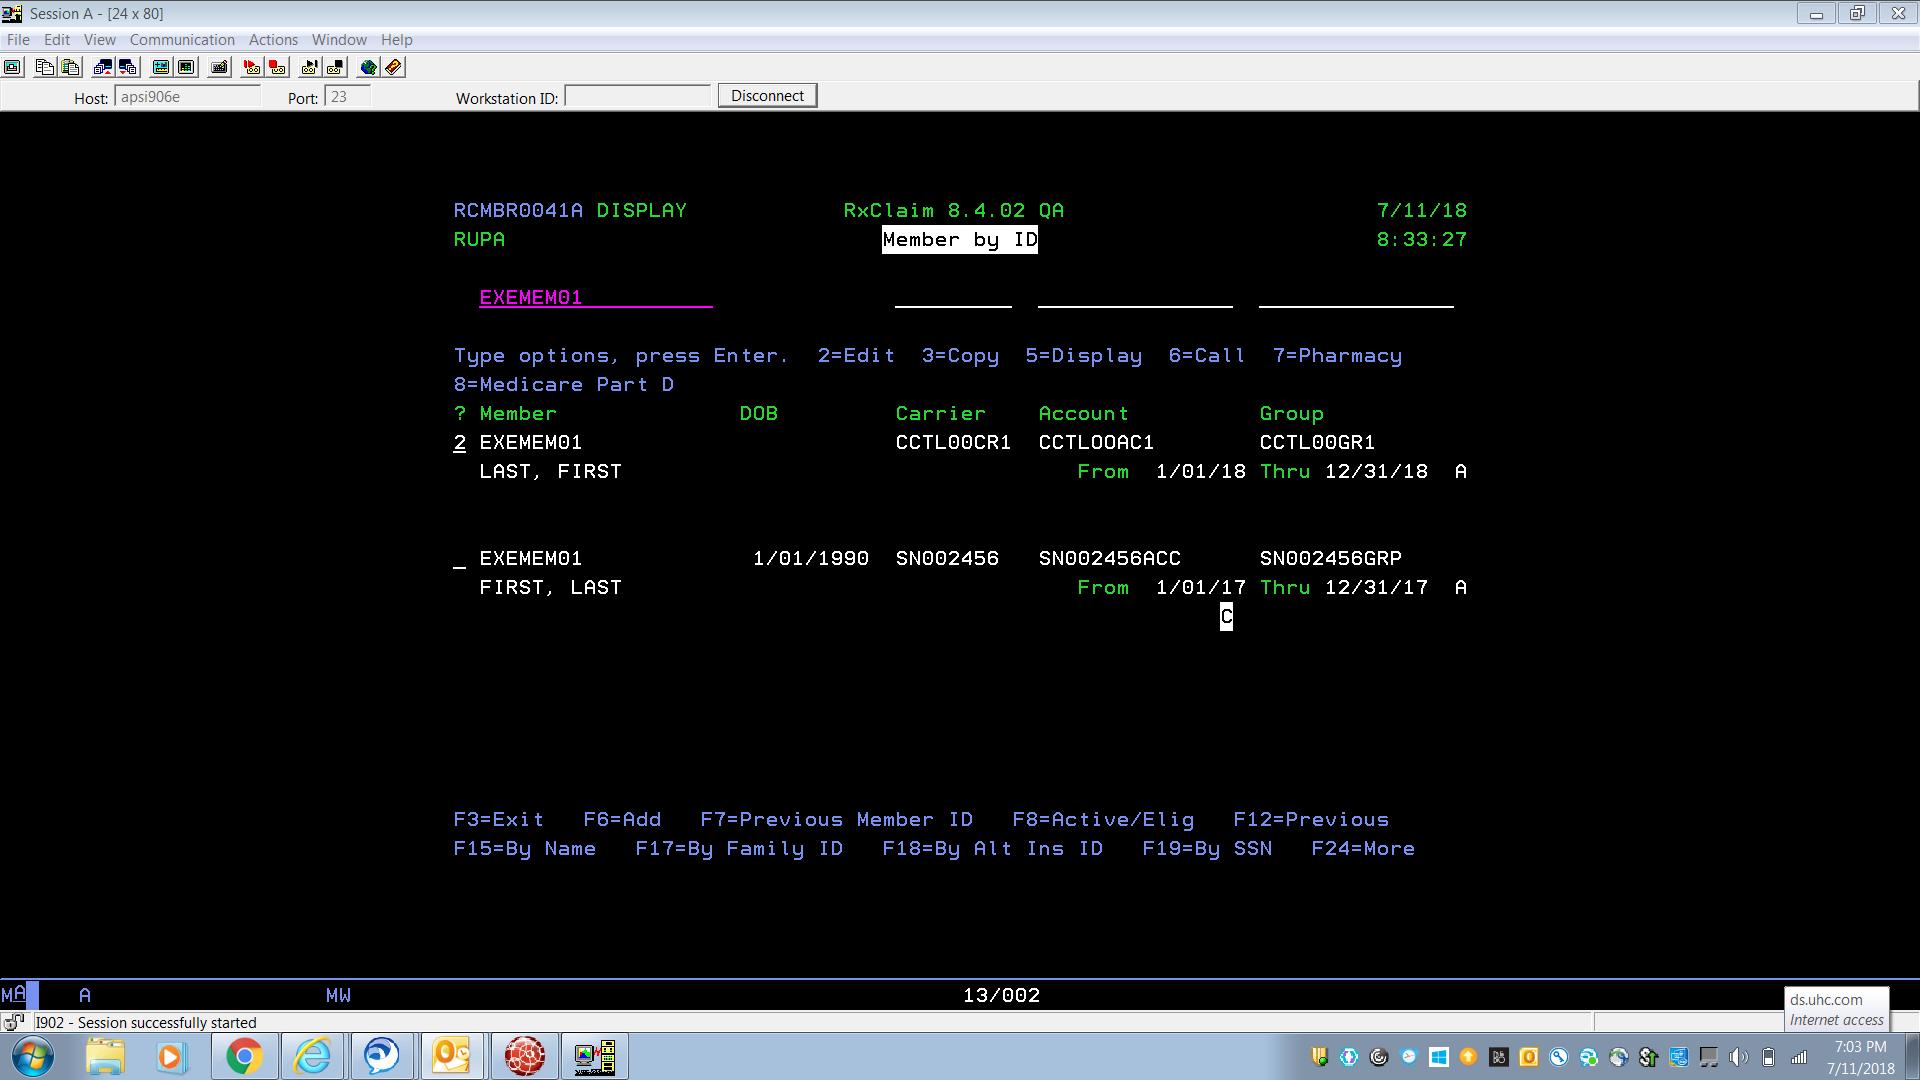 Session A - [24 x 80]
File Edit View Communication Actions Window Help
Host: apsi906e Port: 23 Workstation ID: Disconnect
RCMBR0041A DISPLAY RxClaim 8.4.02 QA 7/11/18
RUPA Member by ID 8:33:27
EXEMEM01
Type options, press Enter. 2=Edit 3=Copy 5=Display 6=Call 7=Pharmacy
8=Medicare Part D
? Member DOB Carrier Account Group
2 EXEMEM01 CCTL00CR1 CCTL00AC1 CCTL00GR1
LAST, FIRST From 1/01/18 Thru 12/31/18 A
_ EXEMEM01 1/01/1990 SN002456 SN002456ACC SN002456GRP
FIRST, LAST From 1/01/17 Thru 12/31/17 A
C
F3=Exit F6=Add F7=Previous Member ID F8=Active/Elig F12=Previous
F15=By Name F17=By Family ID F18=By Alt Ins ID F19=By SSN F24=More
MA A MW 13/002
ds.uhc.com
Internet access
I902 - Session successfully started
7:03 PM
7/11/2018